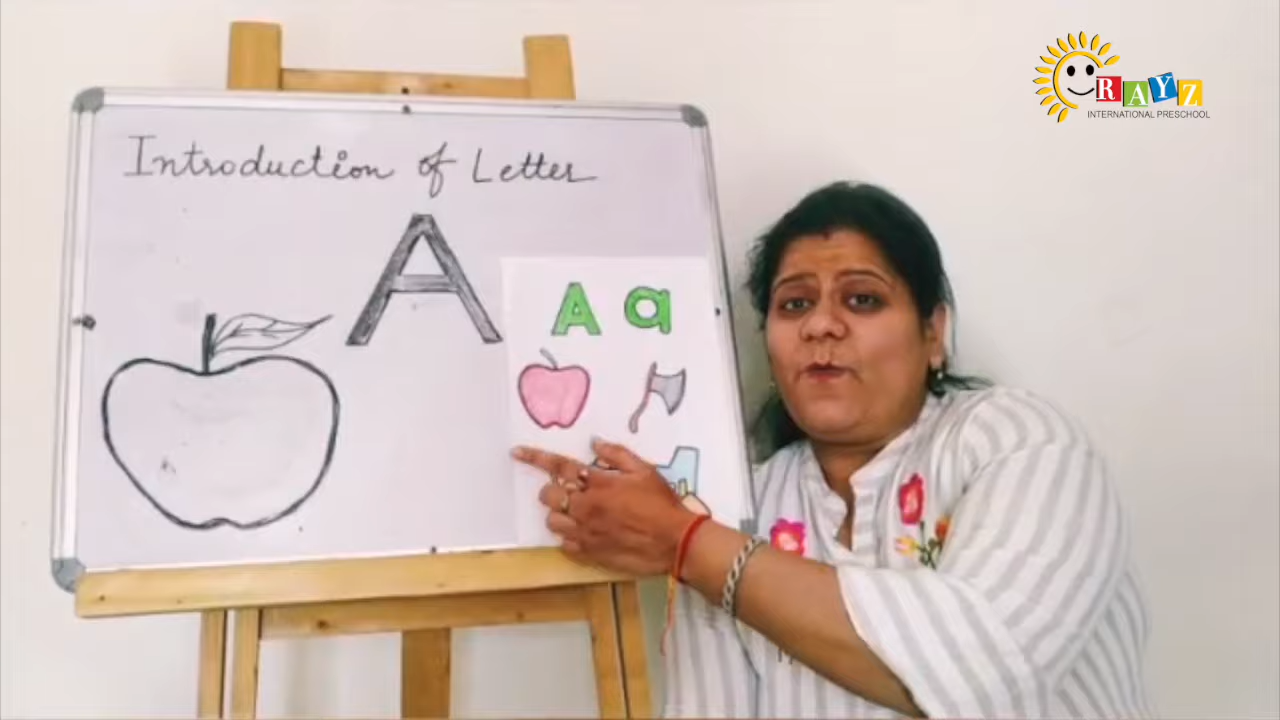 Introduction of Letter
A
A a
RAYZ
INTERNATIONAL PRESCHOOL